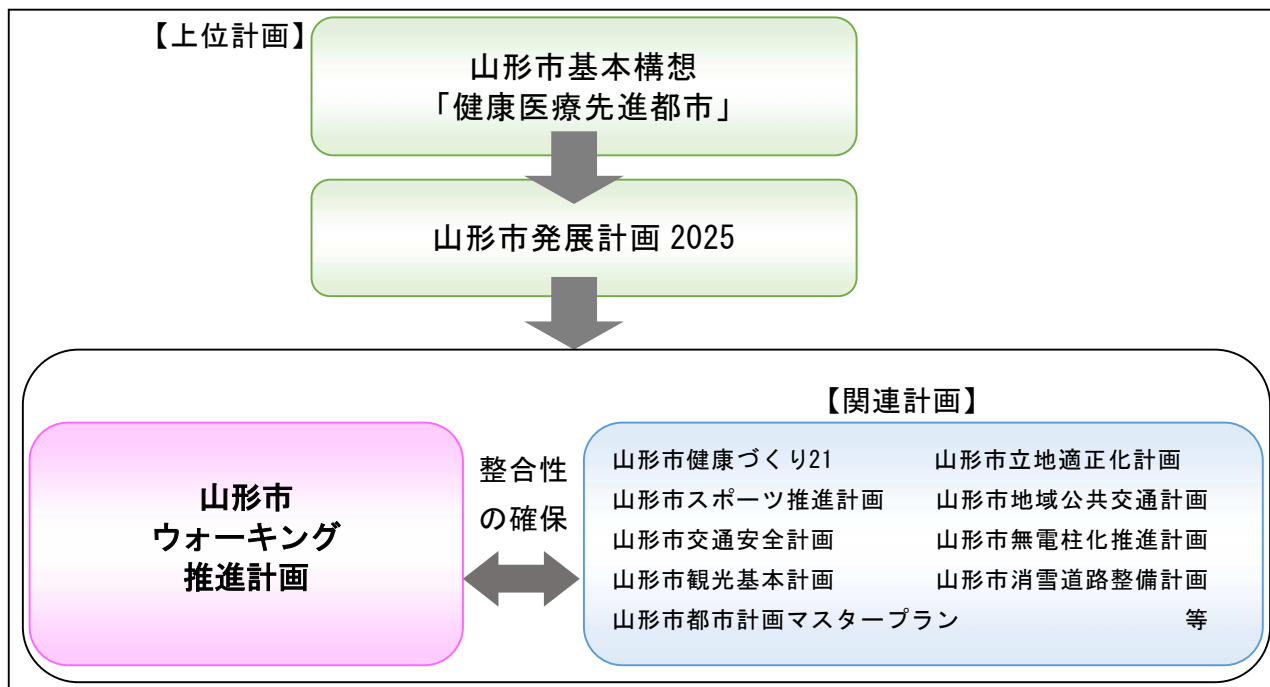 【上位計画】
山形市基本構想
「健康医療先進都市」
山形市発展計画 2025
【関連計画】
山形市
ウォーキング
推進計画
整合性
の確保
山形市健康づくり21 山形市立地適正化計画
山形市スポーツ推進計画 山形市地域公共交通計画
山形市交通安全計画 山形市無電柱化推進計画
山形市観光基本計画 山形市消雪道路整備計画
山形市都市計画マスタープラン 等